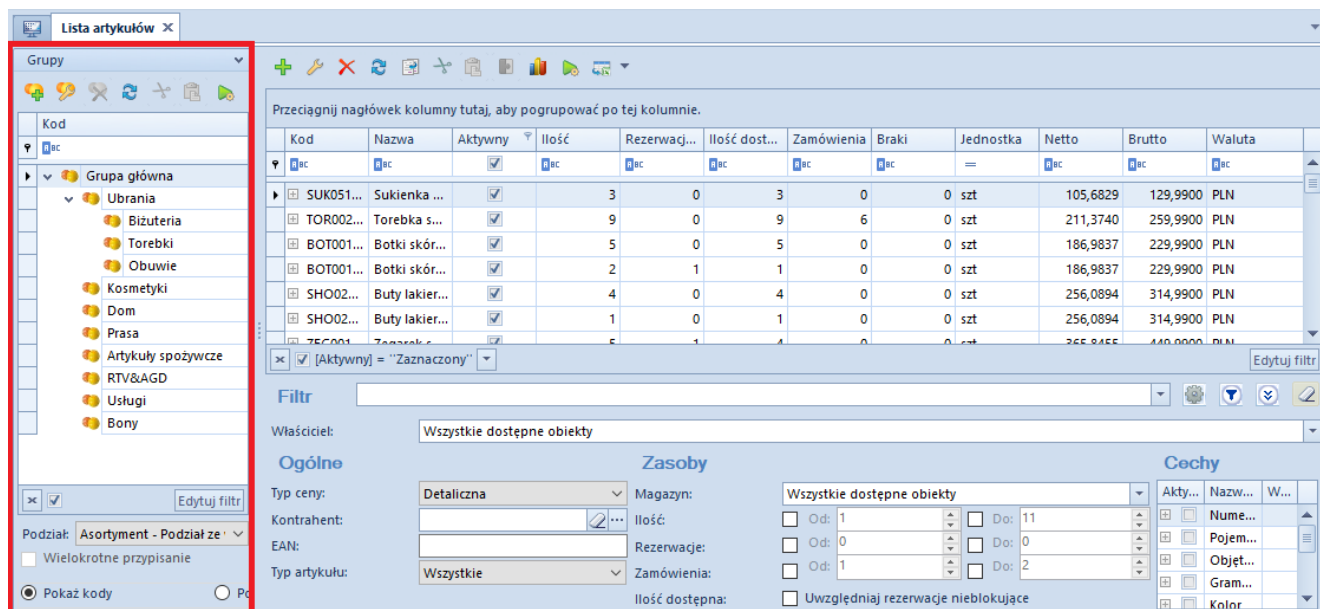 Lista artykułów
Grupy
Kod
Grupa główna
Ubrania
Biżuteria
Torebki
Obuwie
Kosmetyki
Dom
Prasa
Artykuły spożywcze
RTV&AGD
Usługi
Bony
Edytuj filtr
Podział: Asortyment - Podział ze
Wielokrotne przypisanie
Pokaż kody
Przeciągnij nagłówek kolumny tutaj, aby pogrupować po tej kolumnie.
Kod Nazwa Aktywny Ilość Rezerwacj... Ilość dost... Zamówienia Braki Jednostka Netto Brutto Waluta
SUK051... Sukienka ... 3 0 3 0 0 szt 105,6829 129,9900 PLN
TOR002... Torebka s... 9 0 9 6 0 szt 211,3740 259,9900 PLN
BOT001... Botki skór... 5 0 5 0 0 szt 186,9837 229,9900 PLN
BOT001... Botki skór... 2 1 1 0 0 szt 186,9837 229,9900 PLN
SHO02... Buty lakier... 4 0 4 0 0 szt 256,0894 314,9900 PLN
SHO02... Buty lakier... 1 0 1 0 0 szt 256,0894 314,9900 PLN
[Aktywny] = "Zaznaczony"
Edytuj filtr
Filtr
Właściciel: Wszystkie dostępne obiekty
Ogólne
Typ ceny: Detaliczna
Kontrahent:
EAN:
Typ artykułu: Wszystkie
Zasoby
Magazyn: Wszystkie dostępne obiekty
Ilość: Od: 1 Do: 11
Rezerwacje: Od: 0 Do: 0
Zamówienia: Od: 1 Do: 2
Ilość dostępna: Uwzględniaj rezerwacje nieblokujące
Cechy
Akty... Nazw... W...
Nume...
Pojem...
Objęt...
Gram...
Kolor